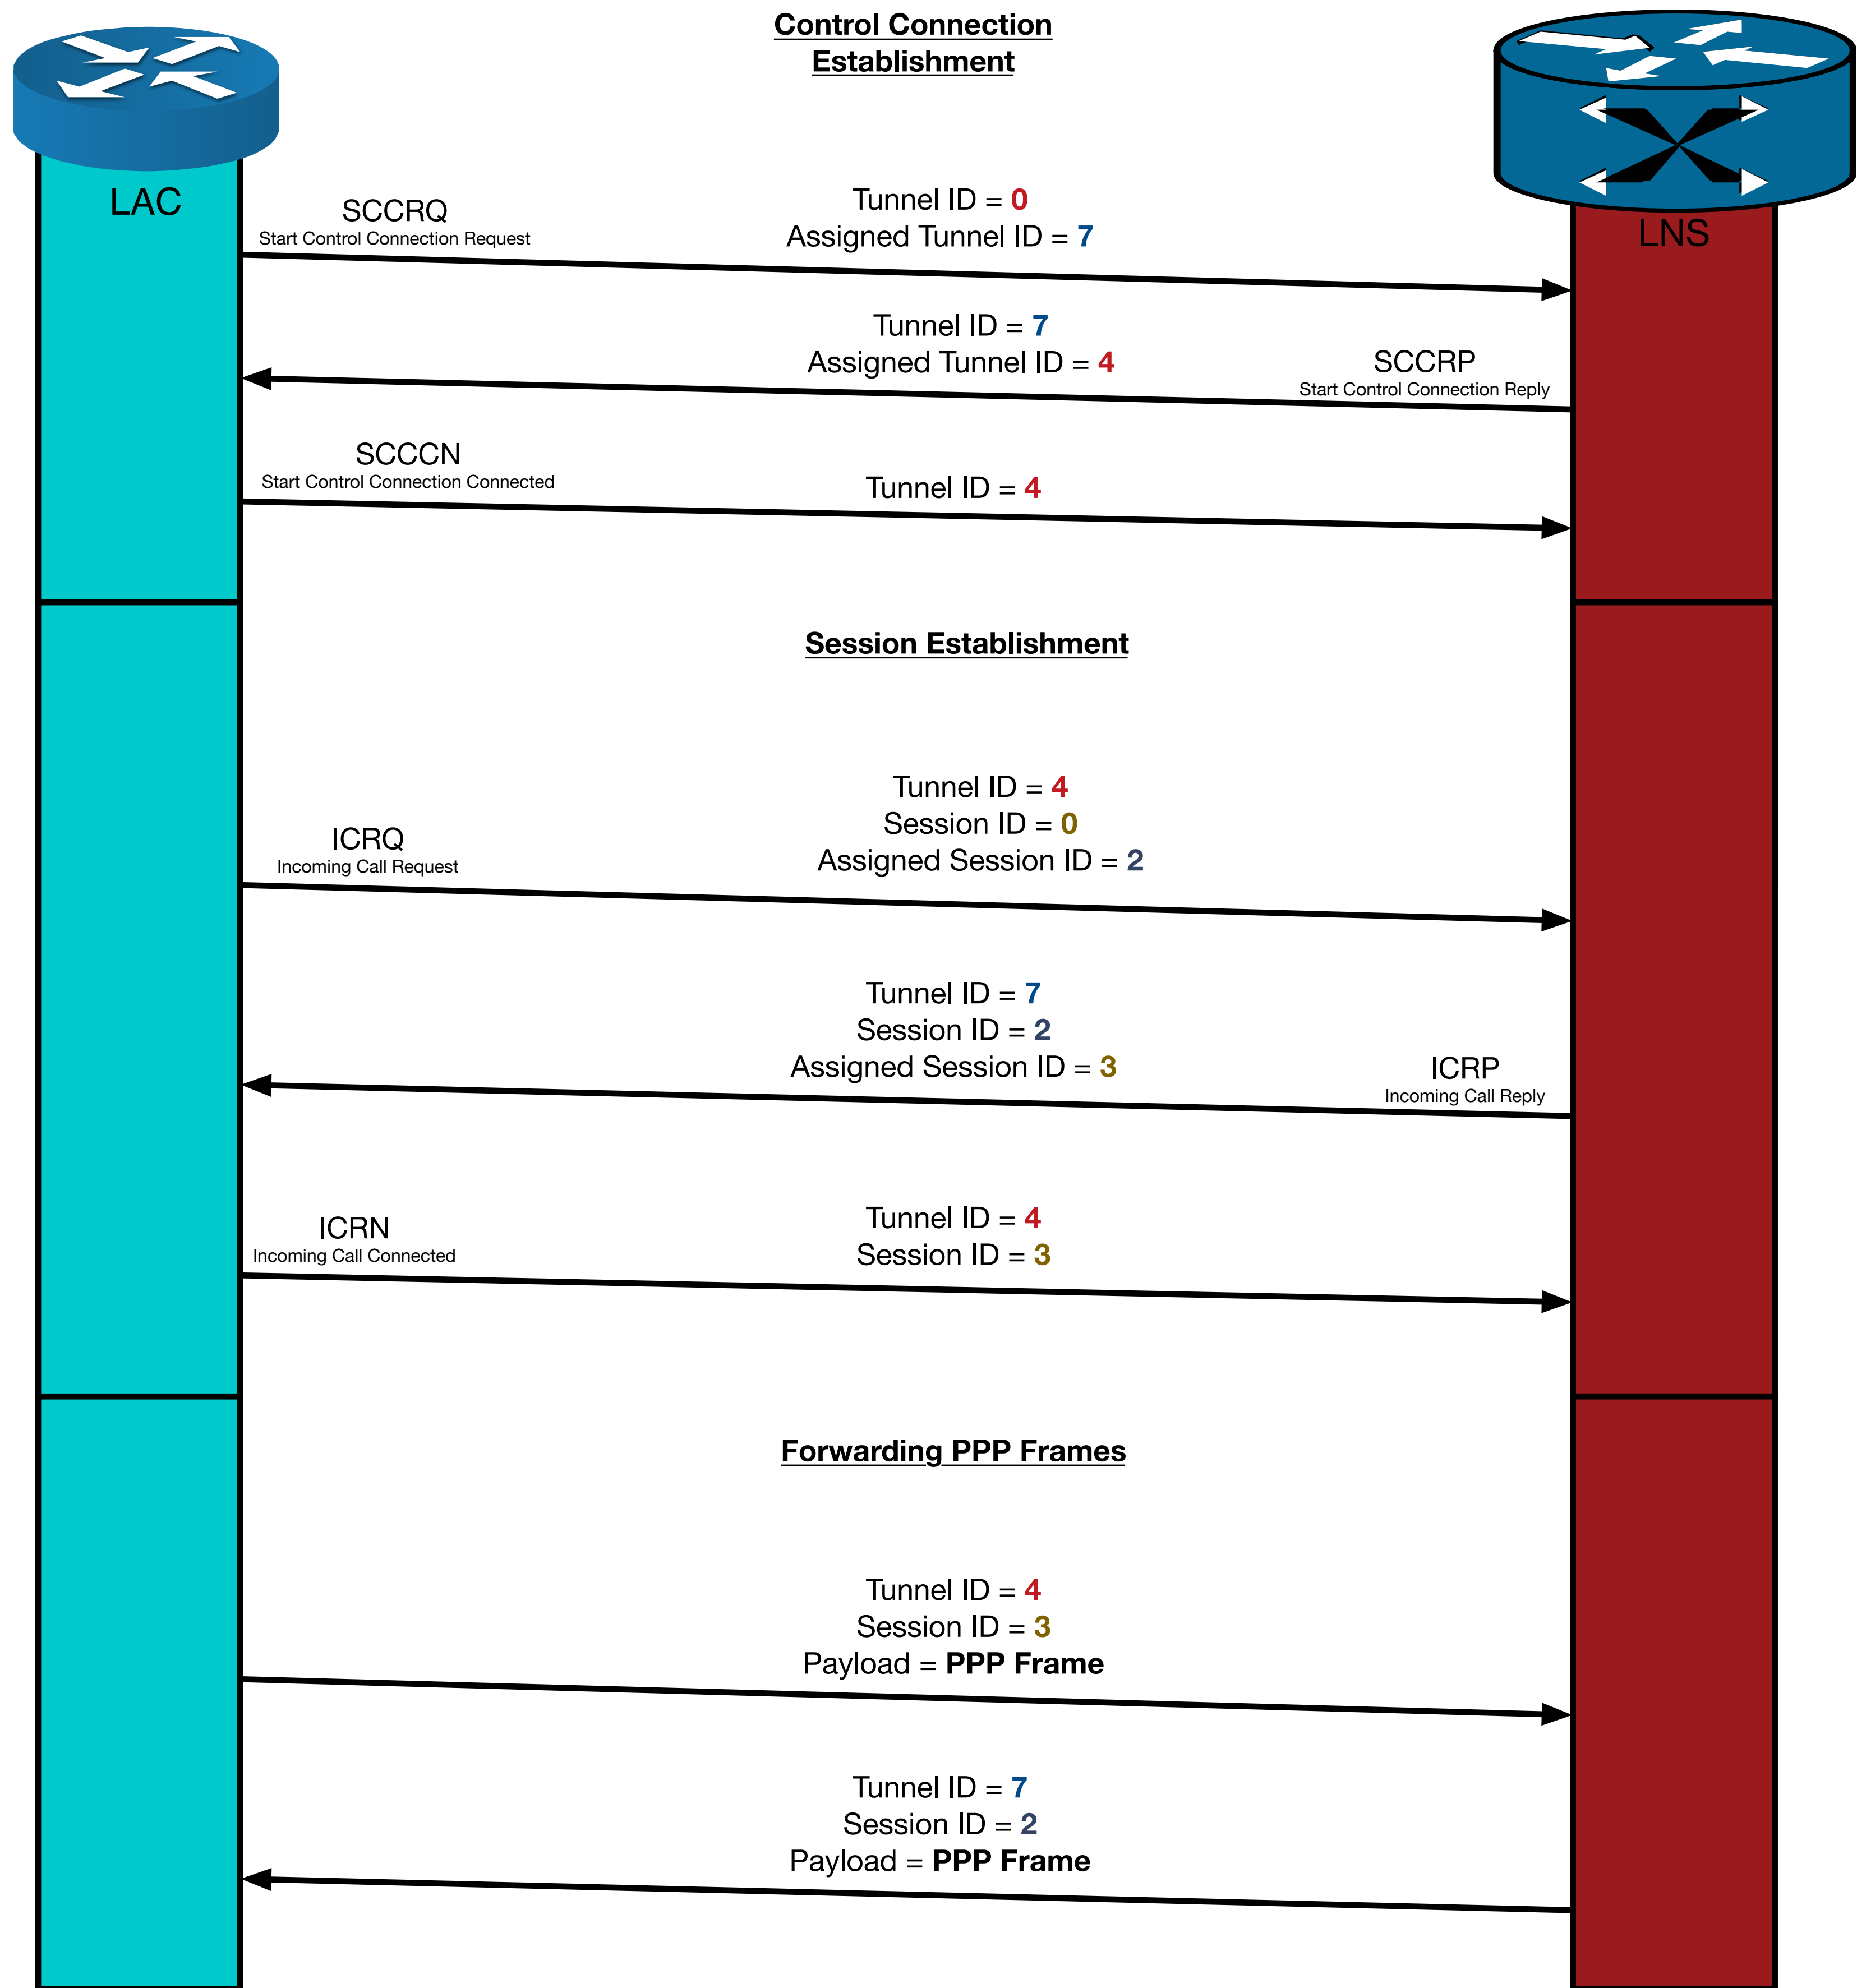 Control Connection
Establishment
LAC
LNS
SCCRQ
Start Control Connection Request
Tunnel ID = 0
Assigned Tunnel ID = 7
Tunnel ID = 7
Assigned Tunnel ID = 4
SCCRP
Start Control Connection Reply
SCCCN
Start Control Connection Connected
Tunnel ID = 4
Session Establishment
Tunnel ID = 4
Session ID = 0
Assigned Session ID = 2
ICRQ
Incoming Call Request
Tunnel ID = 7
Session ID = 2
Assigned Session ID = 3
ICRP
Incoming Call Reply
ICRN
Incoming Call Connected
Tunnel ID = 4
Session ID = 3
Forwarding PPP Frames
Tunnel ID = 4
Session ID = 3
Payload = PPP Frame
Tunnel ID = 7
Session ID = 2
Payload = PPP Frame